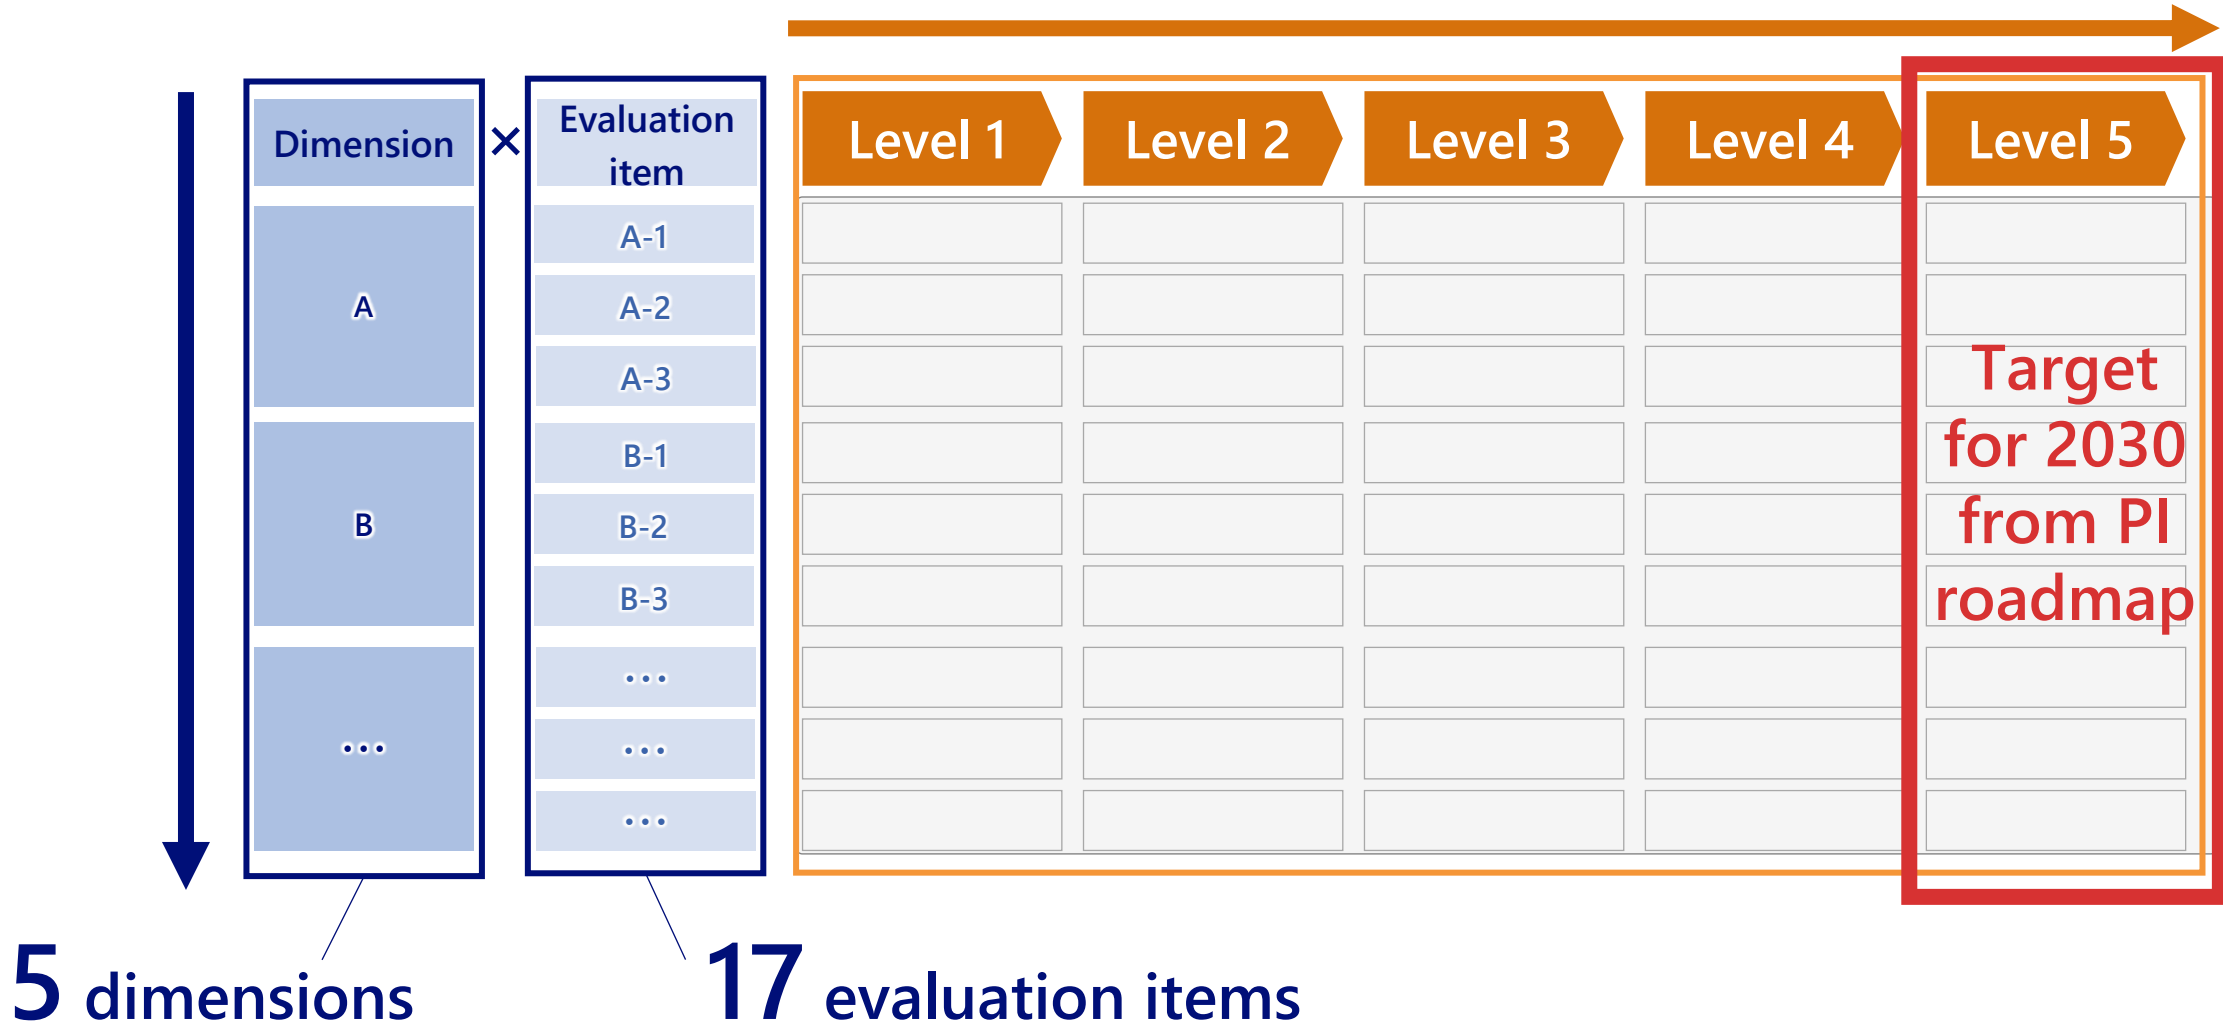 Dimension
×
Evaluation
item
Level 1
Level 2
Level 3
Level 4
Level 5
A
A-1
A-2
A-3
B
B-1
B-2
B-3
...
...
...
...
Target
for 2030
from PI
roadmap
5 dimensions
17 evaluation items